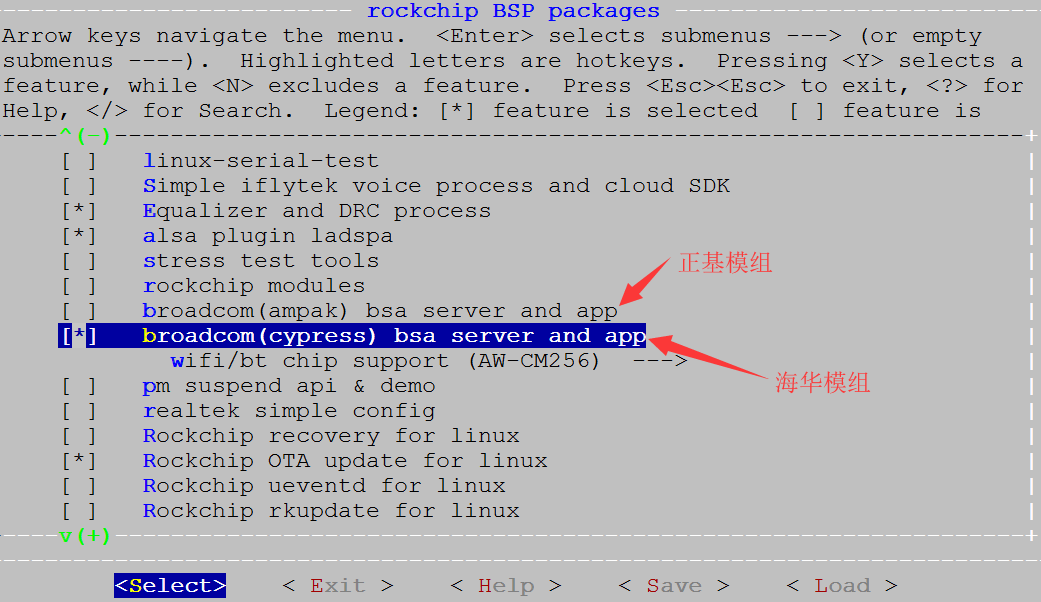 rockchip BSP packages
Arrow keys navigate the menu.  <Enter> selects submenus ---> (or empty
submenus ----).  Highlighted letters are hotkeys.  Pressing <Y> selects a
feature, while <N> excludes a feature.  Press <Esc><Esc> to exit, <?> for
Help, </> for Search.  Legend: [*] feature is selected  [ ] feature is
^(-)
[ ] linux-serial-test
[ ] Simple iflytek voice process and cloud SDK
[*] Equalizer and DRC process
[*] alsa plugin ladspa
[ ] stress test tools
正基模组
[ ] rockchip modules
[ ] broadcom(ampak) bsa server and app
[*] broadcom(cypress) bsa server and app
wifi/bt chip support (AW-CM256)  --->
海华模组
[ ] pm suspend api & demo
[ ] realtek simple config
[ ] Rockchip recovery for linux
[*] Rockchip OTA update for linux
[ ] Rockchip ueventd for linux
[ ] Rockchip rkupdate for linux
v(+)
<Select>    < Exit >    < Help >    < Save >    < Load >